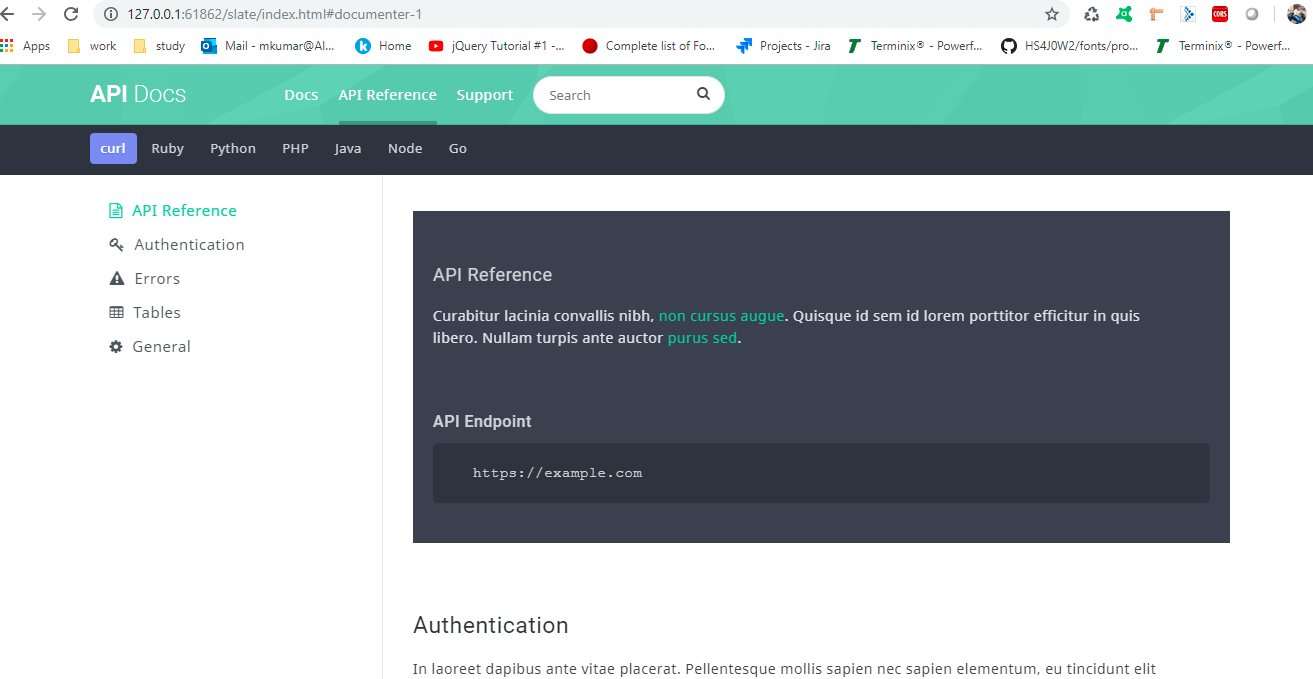 127.0.0.1:61862/slate/index.html#documenter-1
CORS
Apps work study Mail - mkumar@Al... Home jQuery Tutorial #1 -... Complete list of Fo... Projects - Jira Terminix® - Powerf... HS4J0W2/fonts/pro... Terminix® - Powerf...
API Docs Docs API Reference Support Search
curl Ruby Python PHP Java Node Go
API Reference
Authentication
Errors
Tables
General
API Reference
Curabitur lacinia convallis nibh, non cursus augue. Quisque id sem id lorem porttitor efficitur in quis
libero. Nullam turpis ante auctor purus sed.
API Endpoint
https://example.com
Authentication
In laoreet dapibus ante vitae placerat. Pellentesque mollis sapien nec sapien elementum, eu tincidunt elit